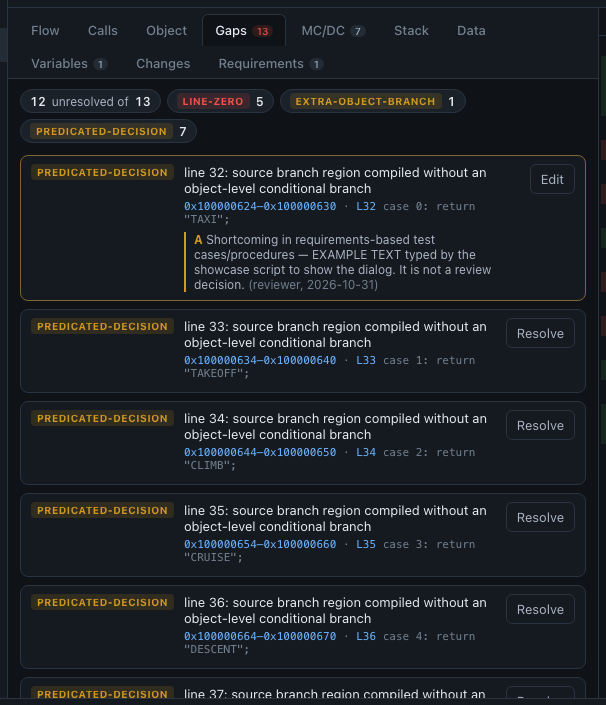 Flow Calls Object Gaps 13 MC/DC 7 Stack Data
Variables 1 Changes Requirements 1
12 unresolved of 13 LINE-ZERO 5 EXTRA-OBJECT-BRANCH 1
PREDICATED-DECISION 7
PREDICATED-DECISION line 32: source branch region compiled without an Edit
object-level conditional branch
0x100000624–0x100000630 · L32 case 0: return
"TAXI";
A Shortcoming in requirements-based test
cases/procedures — EXAMPLE TEXT typed by the
showcase script to show the dialog. It is not a review
decision. (reviewer, 2026-10-31)
PREDICATED-DECISION line 33: source branch region compiled without an Resolve
object-level conditional branch
0x100000634–0x100000640 · L33 case 1: return
"TAKEOFF";
PREDICATED-DECISION line 34: source branch region compiled without an Resolve
object-level conditional branch
0x100000644–0x100000650 · L34 case 2: return
"CLIMB";
PREDICATED-DECISION line 35: source branch region compiled without an Resolve
object-level conditional branch
0x100000654–0x100000660 · L35 case 3: return
"CRUISE";
PREDICATED-DECISION line 36: source branch region compiled without an Resolve
object-level conditional branch
0x100000664–0x100000670 · L36 case 4: return
"DESCENT";
PREDICATED-DECISION line 37: source branch region compiled without an